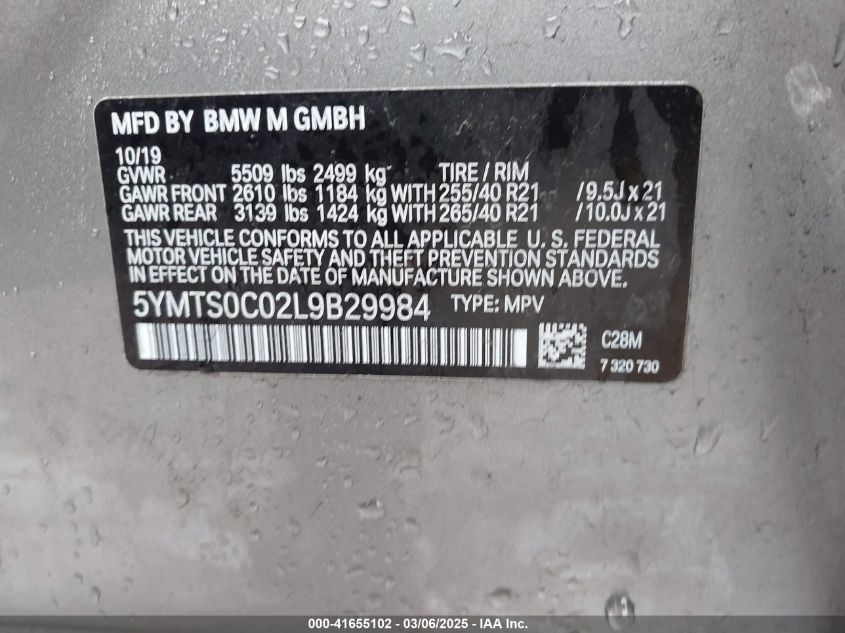 MFD BY BMW M GMBH
10/19
GVWR 5509 lbs 2499 kg TIRE / RIM
GAWR FRONT 2610 lbs 1184 kg WITH 255/40 R21 /9.5J x 21
GAWR REAR 3139 lbs 1424 kg WITH 265/40 R21 /10.0J x 21
THIS VEHICLE CONFORMS TO ALL APPLICABLE U. S. FEDERAL
MOTOR VEHICLE SAFETY AND THEFT PREVENTION STANDARDS
IN EFFECT ON THE DATE OF MANUFACTURE SHOWN ABOVE.
5YMTS0C02L9B29984 TYPE: MPV
C28M
7 320 730
000-41655102 - 03/06/2025 - IAA Inc.